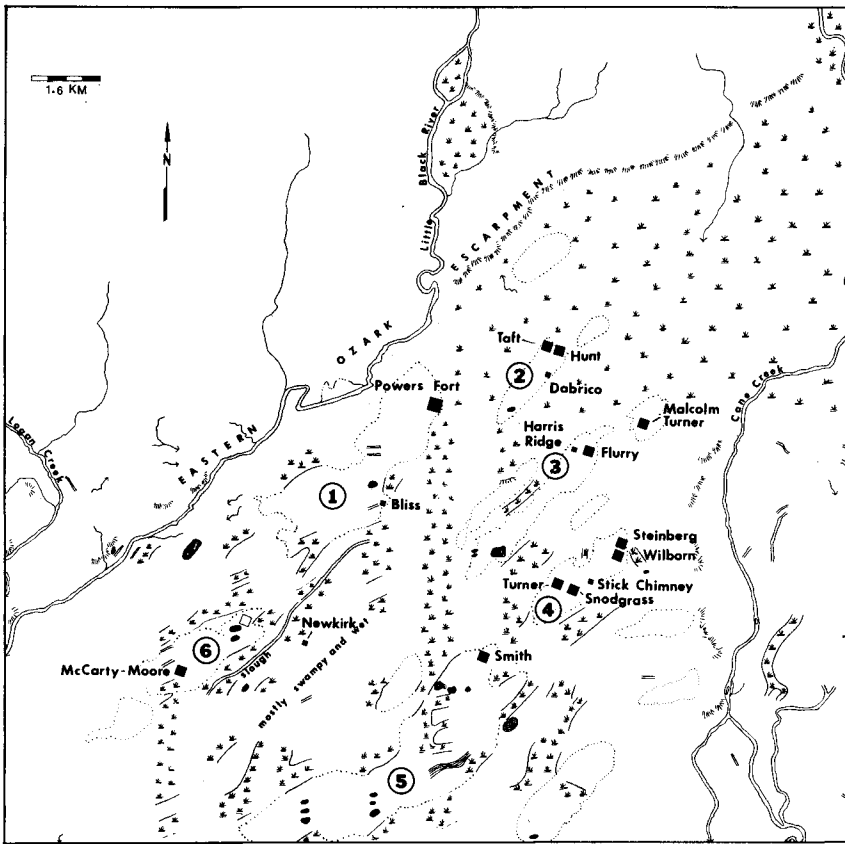 1·6 KM
N
Little Black River
OZARK ESCARPMENT
EASTERN
Logan Creek
Cane Creek
Taft
Hunt
2
Dabrico
Powers Fort
Malcolm
Turner
Harris
Ridge
Flurry
3
1
Bliss
Steinberg
Wilborn
Turner
Stick Chimney
Snodgrass
4
Newkirk
6
slough
mostly swampy and wet
McCarty-Moore
Smith
5